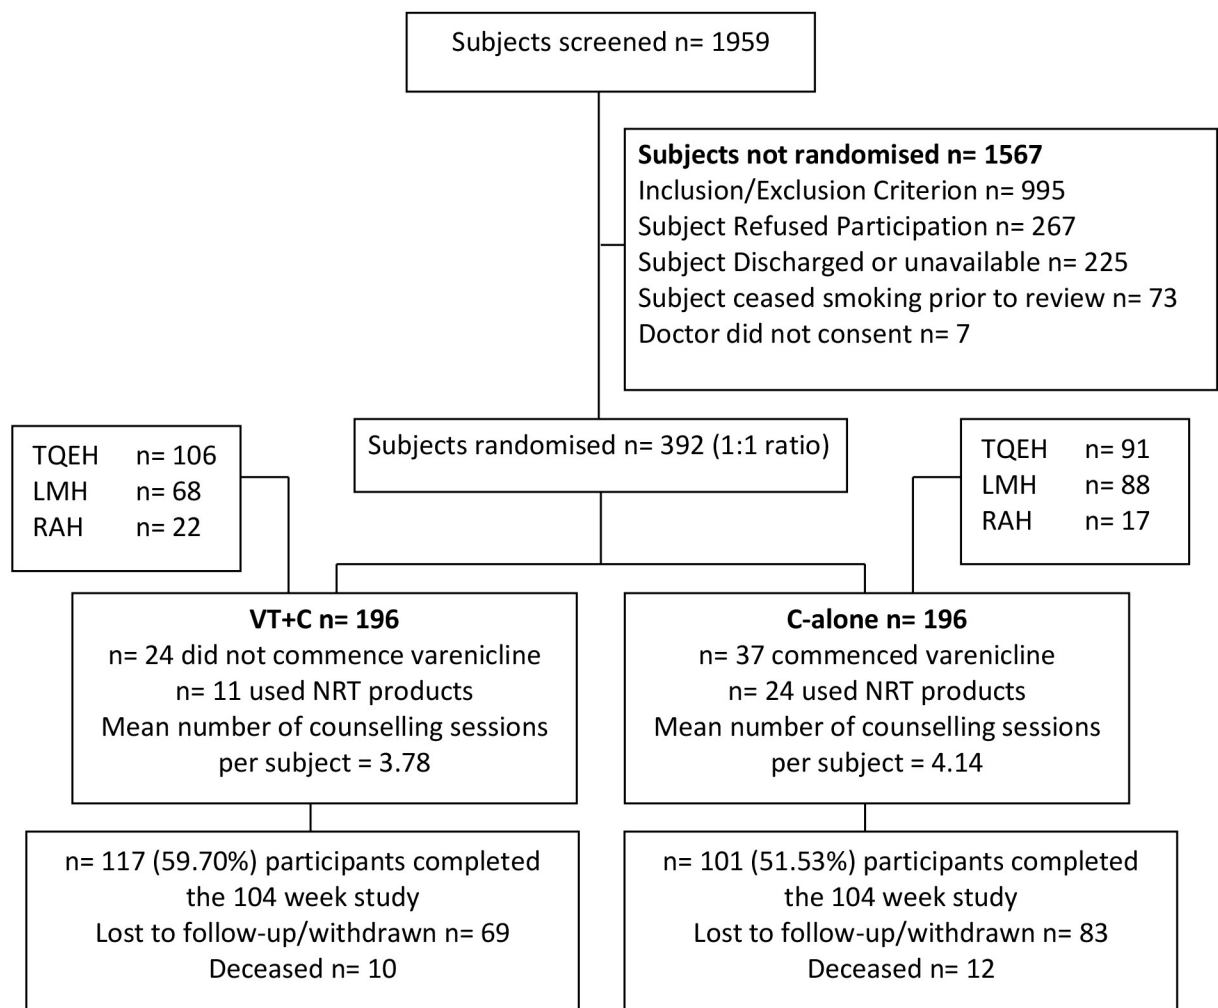 Subjects screened n= 1959
Subjects not randomised n= 1567
Inclusion/Exclusion Criterion n= 995
Subject Refused Participation n= 267
Subject Discharged or unavailable n= 225
Subject ceased smoking prior to review n= 73
Doctor did not consent n= 7
Subjects randomised n= 392 (1:1 ratio)
TQEH n= 106
LMH n= 68
RAH n= 22
TQEH n= 91
LMH n= 88
RAH n= 17
VT+C n= 196
n= 24 did not commence varenicline
n= 11 used NRT products
Mean number of counselling sessions
per subject = 3.78
C-alone n= 196
n= 37 commenced varenicline
n= 24 used NRT products
Mean number of counselling sessions
per subject = 4.14
n= 117 (59.70%) participants completed
the 104 week study
Lost to follow-up/withdrawn n= 69
Deceased n= 10
n= 101 (51.53%) participants completed
the 104 week study
Lost to follow-up/withdrawn n= 83
Deceased n= 12